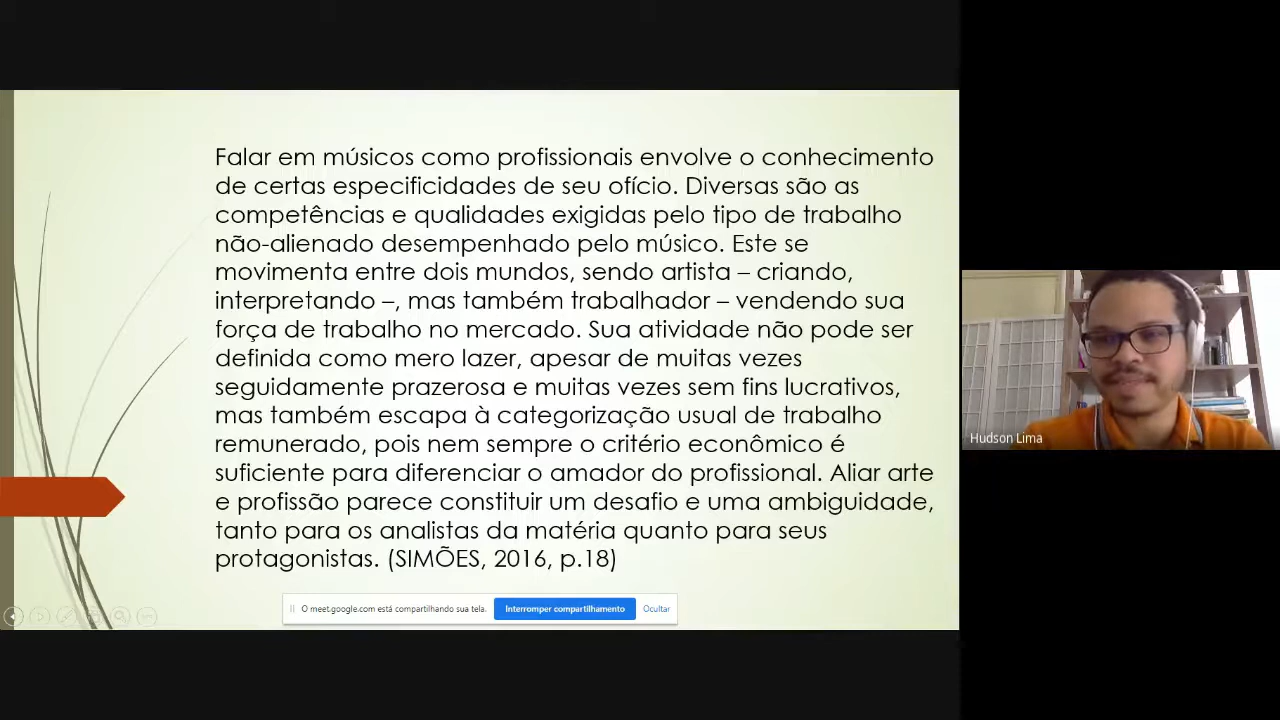 Falar em músicos como profissionais envolve o conhecimento
de certas especificidades de seu ofício. Diversas são as
competências e qualidades exigidas pelo tipo de trabalho
não-alienado desempenhado pelo músico. Este se
movimenta entre dois mundos, sendo artista – criando,
interpretando –, mas também trabalhador – vendendo sua
força de trabalho no mercado. Sua atividade não pode ser
definida como mero lazer, apesar de muitas vezes
seguidamente prazerosa e muitas vezes sem fins lucrativos,
mas também escapa à categorização usual de trabalho
remunerado, pois nem sempre o critério econômico é
suficiente para diferenciar o amador do profissional. Aliar arte
e profissão parece constituir um desafio e uma ambiguidade,
tanto para os analistas da matéria quanto para seus
protagonistas. (SIMÕES, 2016, p.18)
Hudson Lima
O meet.google.com está compartilhando sua tela. Interromper compartilhamento Ocultar